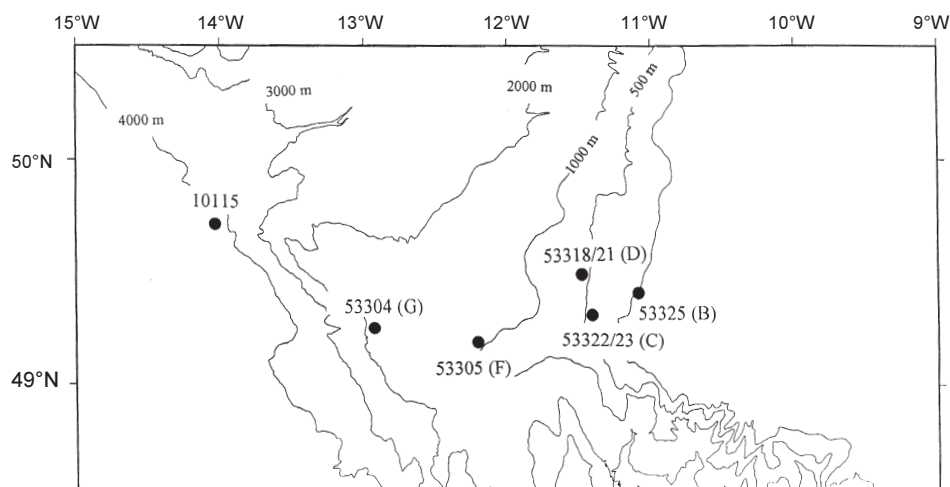 15°W 14°W 13°W 12°W 11°W 10°W 9°W
500 m
3000 m
2000 m
4000 m
1000 m
50°N
10115
53318/21 (D)
53304 (G)
53325 (B)
53322/23 (C)
53305 (F)
49°N